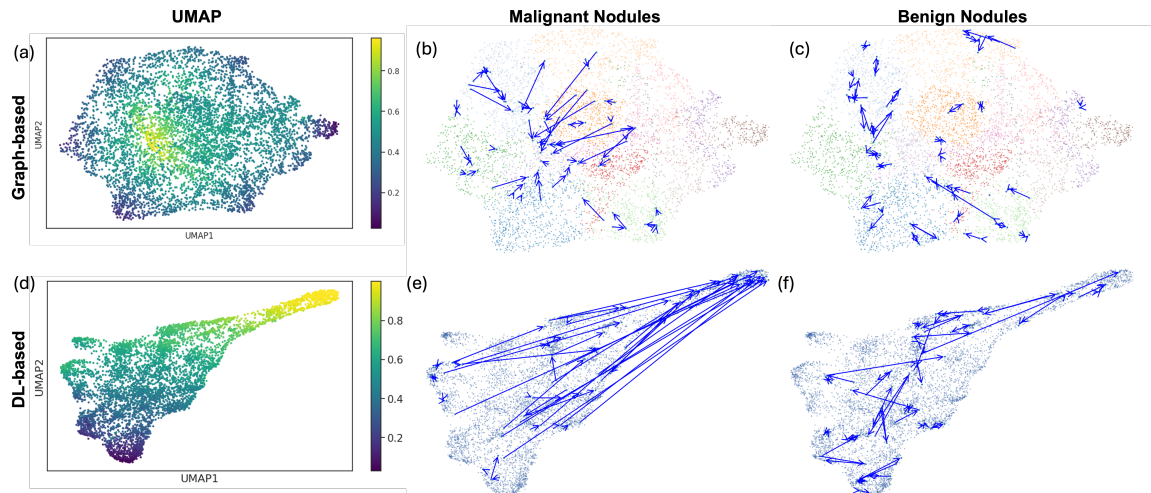 UMAP
Malignant Nodules
Benign Nodules
Graph-based
(a)
UMAP2
UMAP1
0.8
0.6
0.4
0.2
(b)
(c)
DL-based
(d)
UMAP2
UMAP1
0.8
0.6
0.4
0.2
(e)
(f)